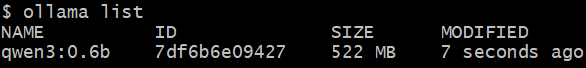 $ ollama list
NAME ID SIZE MODIFIED
qwen3:0.6b 7df6b6e09427 522 MB 7 seconds ago